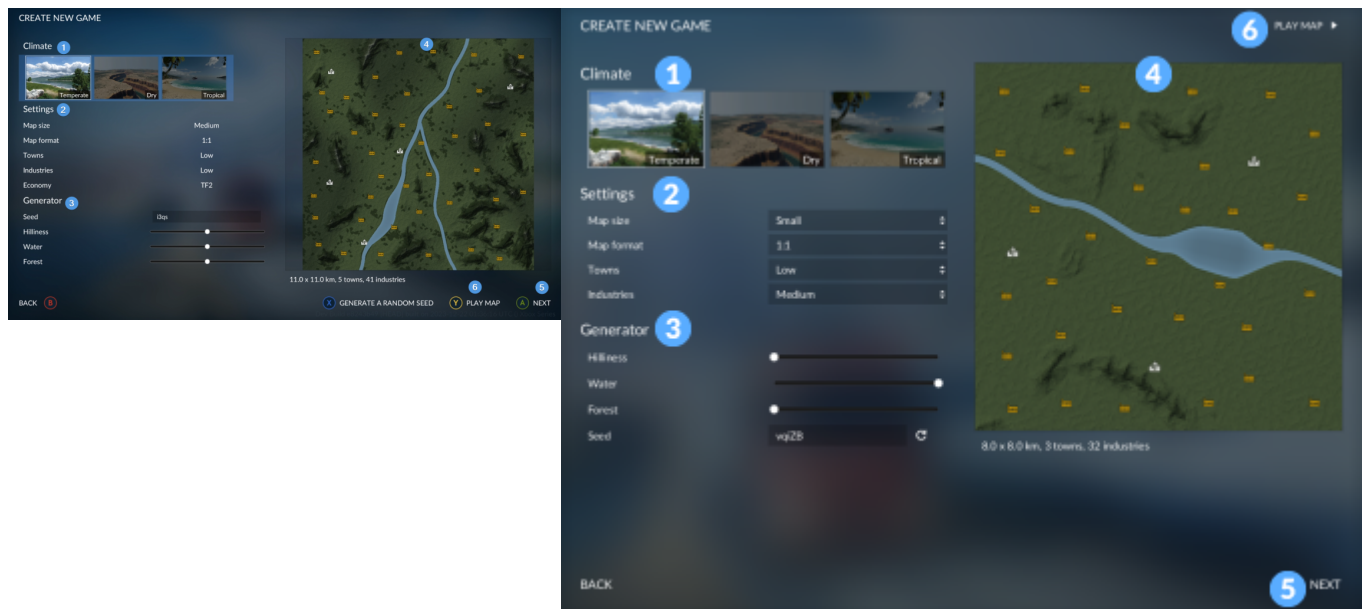 CREATE NEW GAME
Climate 1
Temperate Dry Tropical
Settings 2
Map size Medium
Map format 1:1
Towns Low
Industries Low
Economy TF2
Generator 3
Seed
Hilliness
Water
Forest
4
11.0 x 11.0 km, 5 towns, 41 industries
6 5
BACK B
X GENERATE A RANDOM SEED Y PLAY MAP A NEXT
CREATE NEW GAME
6 PLAY MAP
Climate 1
Temperate Dry Tropical
Settings 2
Map size Small
Map format 1:1
Towns Low
Industries Medium
Generator 3
Hilliness
Water
Forest
Seed vqiZB
4
8.0 x 8.0 km, 3 towns, 32 industries
BACK
5 NEXT